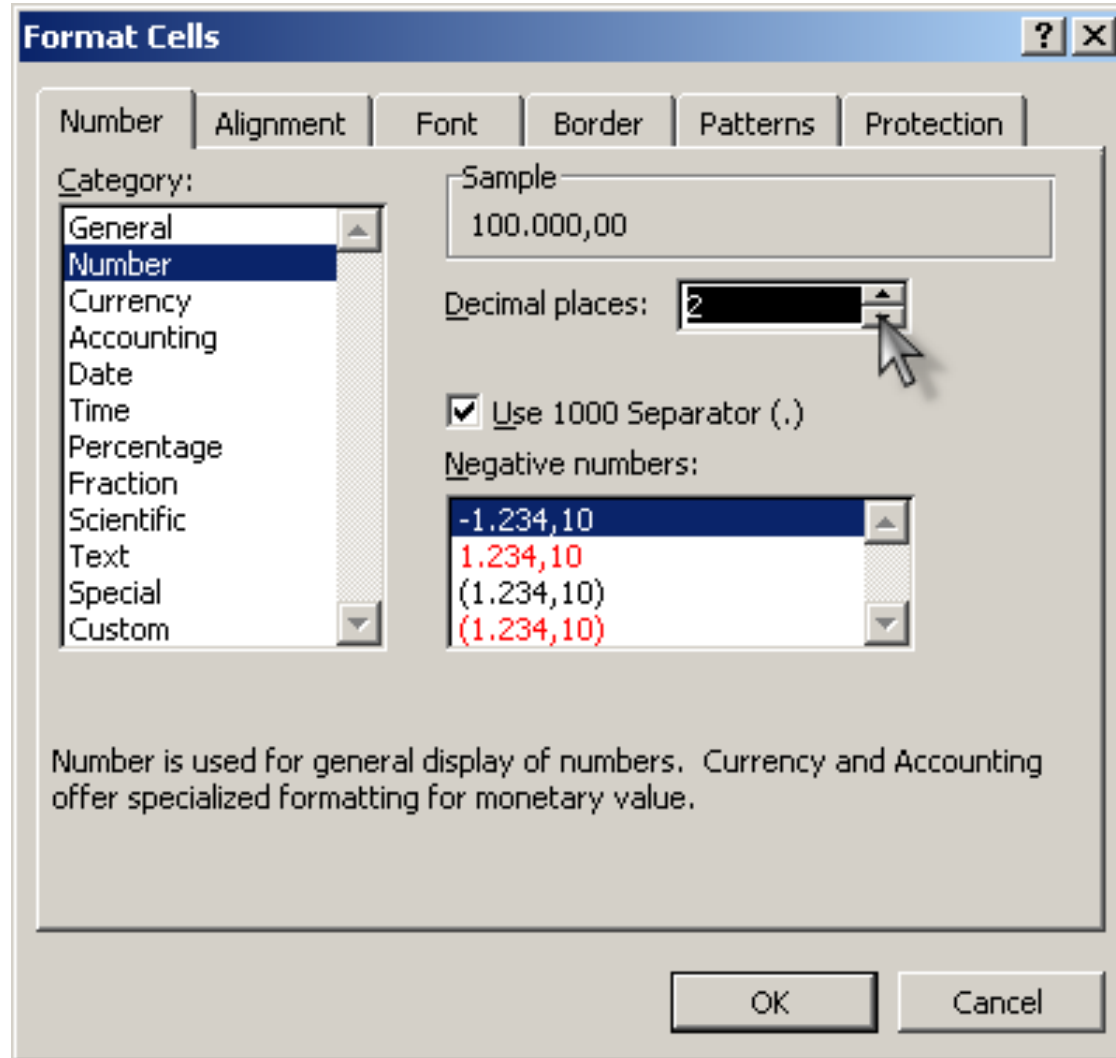 Format Cells
Number Alignment Font Border Patterns Protection
Category:
General
Number
Currency
Accounting
Date
Time
Percentage
Fraction
Scientific
Text
Special
Custom
Sample
100.000,00
Decimal places: 2
Use 1000 Separator (.)
Negative numbers:
-1.234,10
1.234,10
(1.234,10)
(1.234,10)
Number is used for general display of numbers. Currency and Accounting
offer specialized formatting for monetary value.
OK Cancel